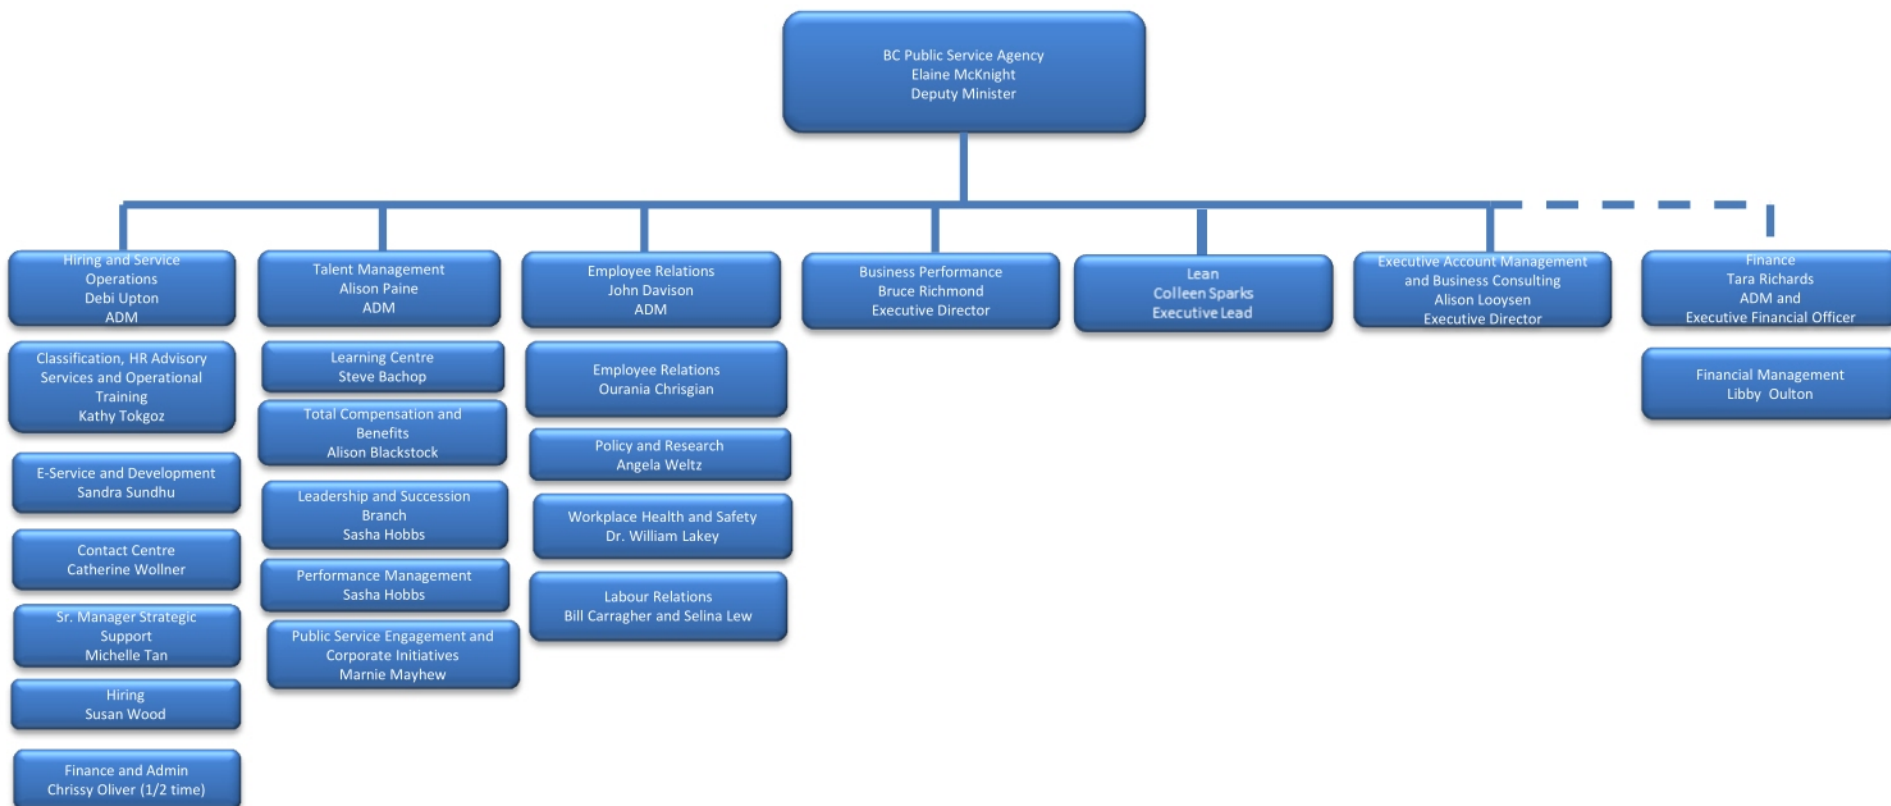 BC Public Service Agency
Elaine McKnight
Deputy Minister
Hiring and Service
Operations
Debi Upton
ADM
Classification, HR Advisory
Services and Operational
Training
Kathy Tokgoz
E-Service and Development
Sandra Sundhu
Contact Centre
Catherine Wollner
Sr. Manager Strategic
Support
Michelle Tan
Hiring
Susan Wood
Finance and Admin
Chrissy Oliver (1/2 time)
Talent Management
Alison Paine
ADM
Learning Centre
Steve Bachop
Total Compensation and
Benefits
Alison Blackstock
Leadership and Succession
Branch
Sasha Hobbs
Performance Management
Sasha Hobbs
Public Service Engagement and
Corporate Initiatives
Marnie Mayhew
Employee Relations
John Davison
ADM
Employee Relations
Ourania Chrisgian
Policy and Research
Angela Weltz
Workplace Health and Safety
Dr. William Lakey
Labour Relations
Bill Carragher and Selina Lew
Business Performance
Bruce Richmond
Executive Director
Lean
Colleen Sparks
Executive Lead
Executive Account Management
and Business Consulting
Alison Looysen
Executive Director
Finance
Tara Richards
ADM and
Executive Financial Officer
Financial Management
Libby  Oulton